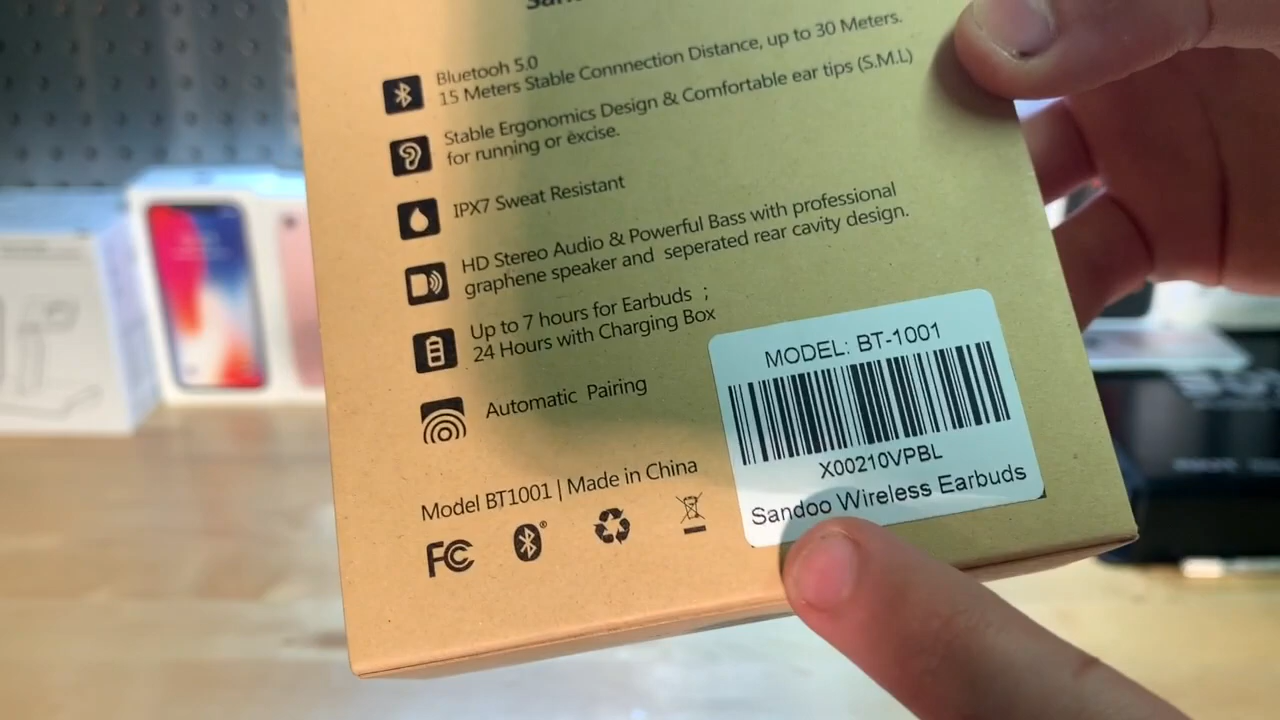 Bluetooh 5.0
15 Meters Stable Connnection Distance, up to 30 Meters.
Stable Ergonomics Design & Comfortable ear tips (S.M.L)
for running or excise.
IPX7 Sweat Resistant
HD Stereo Audio & Powerful Bass with professional
graphene speaker and seperated rear cavity design.
Up to 7 hours for Earbuds ;
24 Hours with Charging Box
Automatic Pairing
Model BT1001 | Made in China
FC
MODEL: BT-1001
X00210VPBL
Sandoo Wireless Earbuds